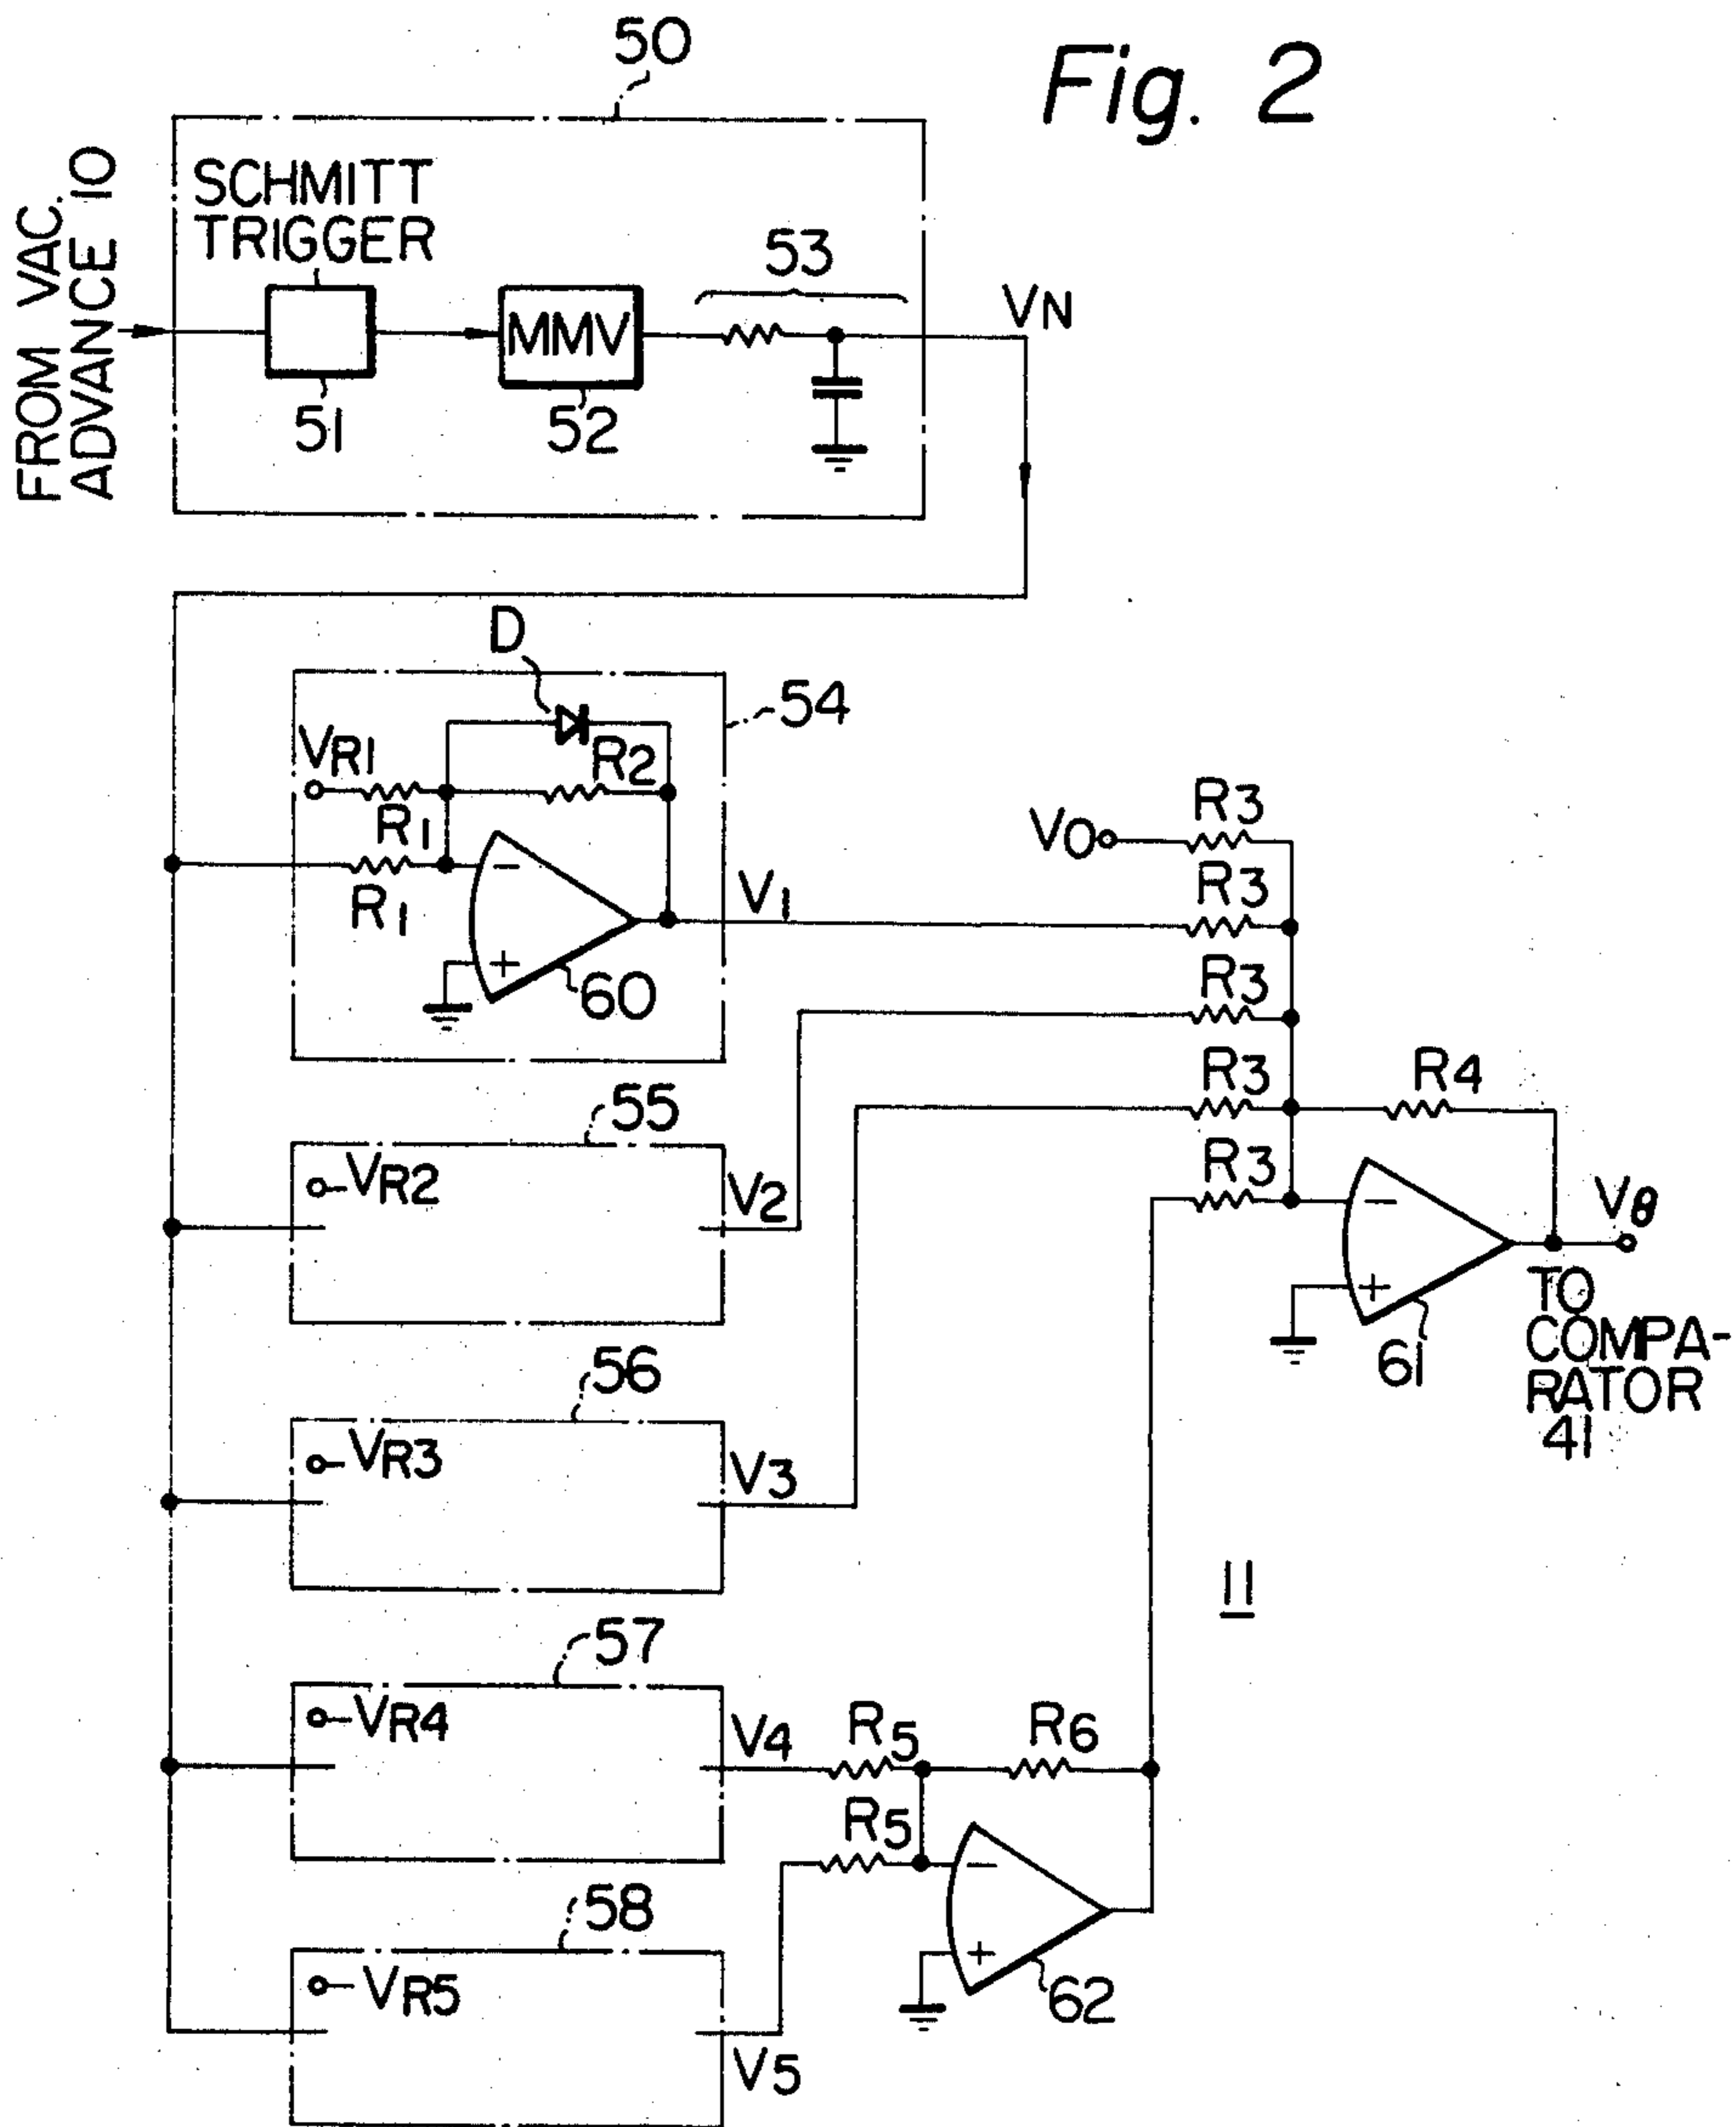 Fig. 2
50
FROM VAC.
ADVANCE 10
SCHMITT
TRIGGER
53
VN
MMV
51
52
D
54
VR1
R2
R1
R1
V1
60
VO
R3
R3
R3
R3
R3
R4
55
VR2
V2
Vθ
TO
COMPA-
RATOR
41
61
56
VR3
V3
11
57
VR4
V4
R5
R6
R5
58
VR5
V5
62